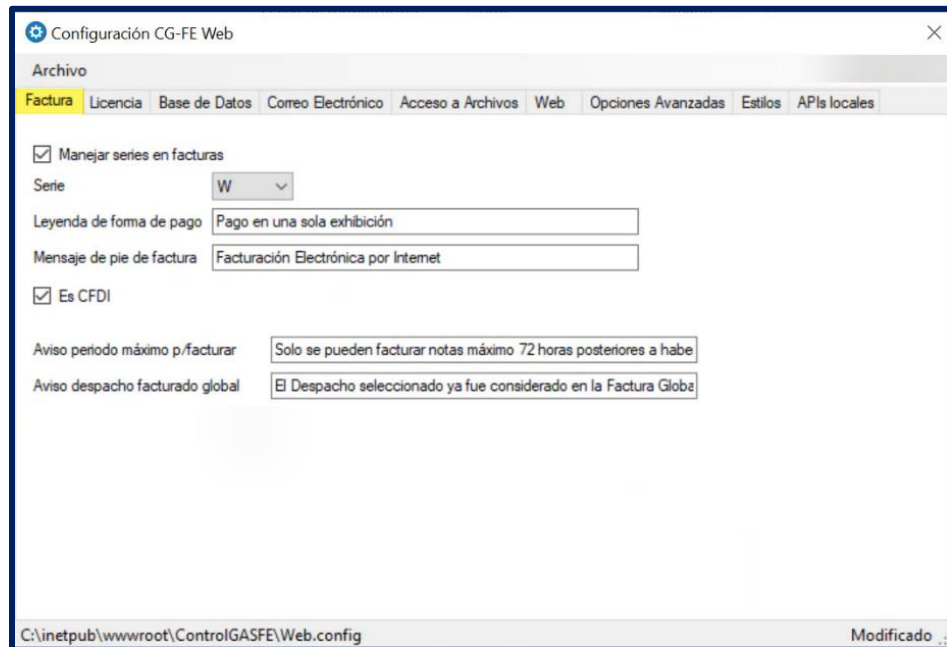 Configuración CG-FE Web
Archivo
Factura Licencia Base de Datos Correo Electrónico Acceso a Archivos Web Opciones Avanzadas Estilos APIs locales
Manejar series en facturas
Serie W
Leyenda de forma de pago Pago en una sola exhibición
Mensaje de pie de factura Facturación Electrónica por Internet
Es CFDI
Aviso periodo máximo p/facturar Solo se pueden facturar notas máximo 72 horas posteriores a habe
Aviso despacho facturado global El Despacho seleccionado ya fue considerado en la Factura Globa
C:\inetpub\wwwroot\ControlGASFE\Web.config Modificado